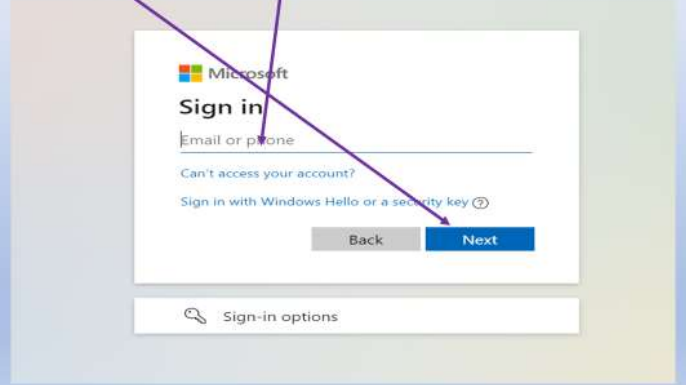 Microsoft
Sign in
Email or phone
Can't access your account?
Sign in with Windows Hello or a security key
Back Next
Sign-in options